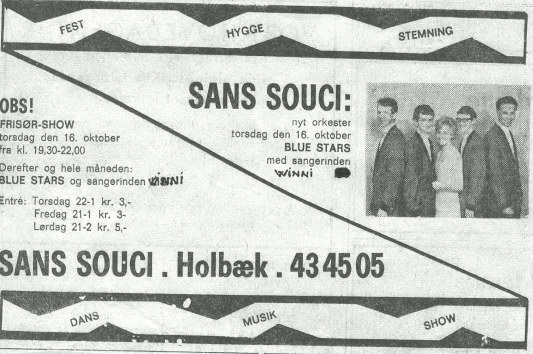 FEST
HYGGE
STEMNING
OBS!
FRISØR-SHOW
torsdag den 16. oktober
fra kl. 19,30-22,00
Derefter og hele måneden:
BLUE STARS og sangerinden WINNI
Entré: Torsdag 22-1 kr. 3,-
Fredag 21-1 kr. 3-
Lørdag 21-2 kr. 5,-
SANS SOUCI:
nyt orkester
torsdag den 16. oktober
BLUE STARS
med sangerinden
WINNI
SANS SOUCI . Holbæk . 43 45 05
DANS
MUSIK
SHOW